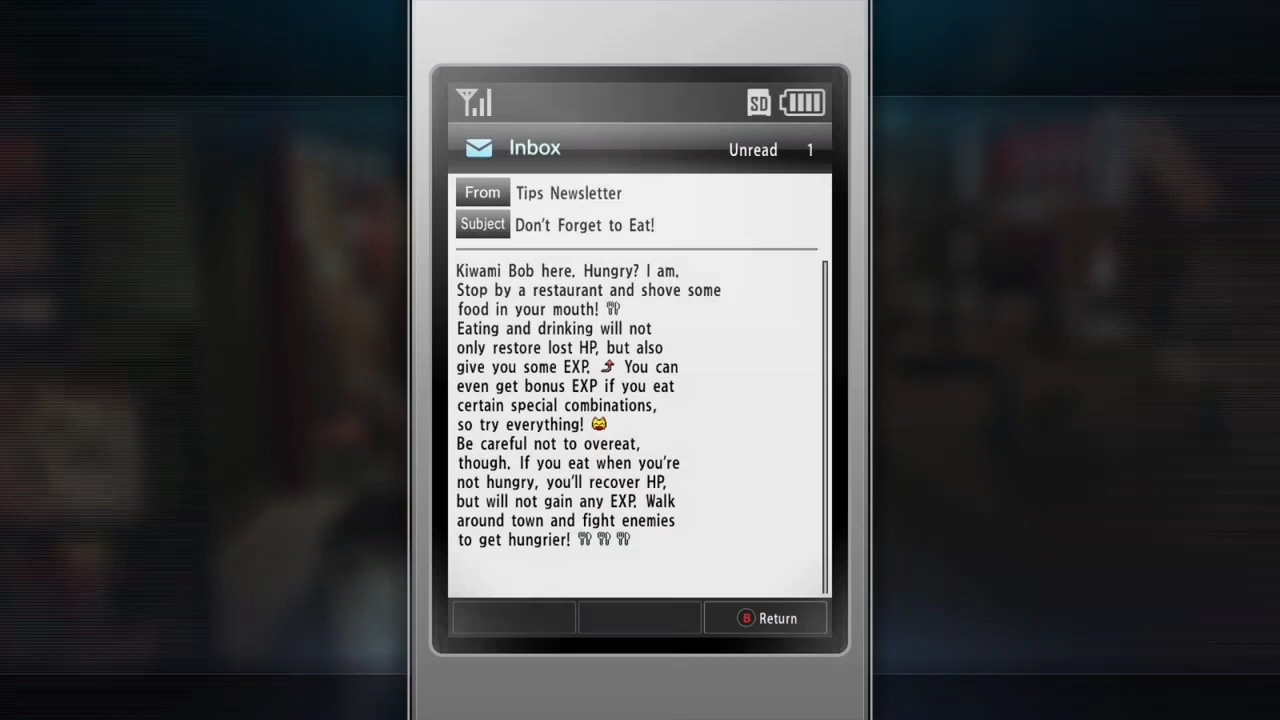 SD
Inbox
Unread 1
From Tips Newsletter
Subject Don't Forget to Eat!
Kiwami Bob here. Hungry? I am.
Stop by a restaurant and shove some
food in your mouth!
Eating and drinking will not
only restore lost HP, but also
give you some EXP. You can
even get bonus EXP if you eat
certain special combinations,
so try everything!
Be careful not to overeat,
though. If you eat when you're
not hungry, you'll recover HP,
but will not gain any EXP. Walk
around town and fight enemies
to get hungrier!
B Return